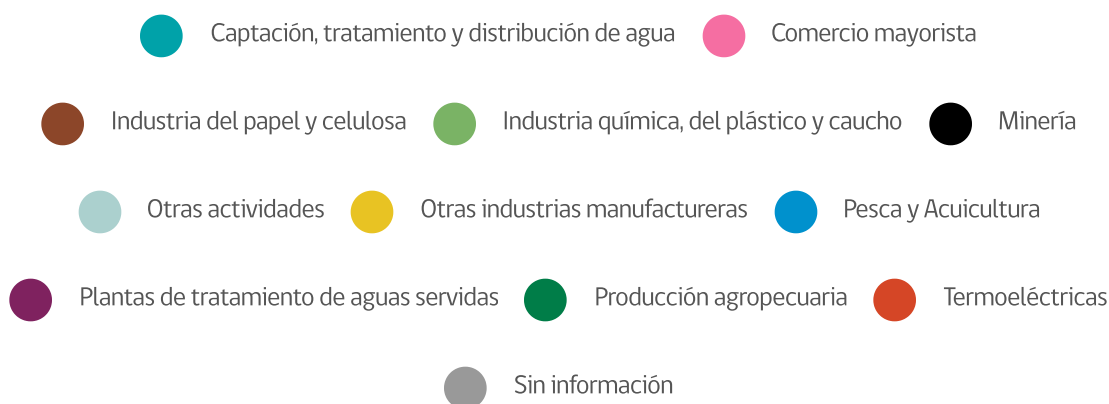 Captación, tratamiento y distribución de agua Comercio mayorista
Industria del papel y celulosa Industria química, del plástico y caucho Minería
Otras actividades Otras industrias manufactureras Pesca y Acuicultura
Plantas de tratamiento de aguas servidas Producción agropecuaria Termoeléctricas
Sin información